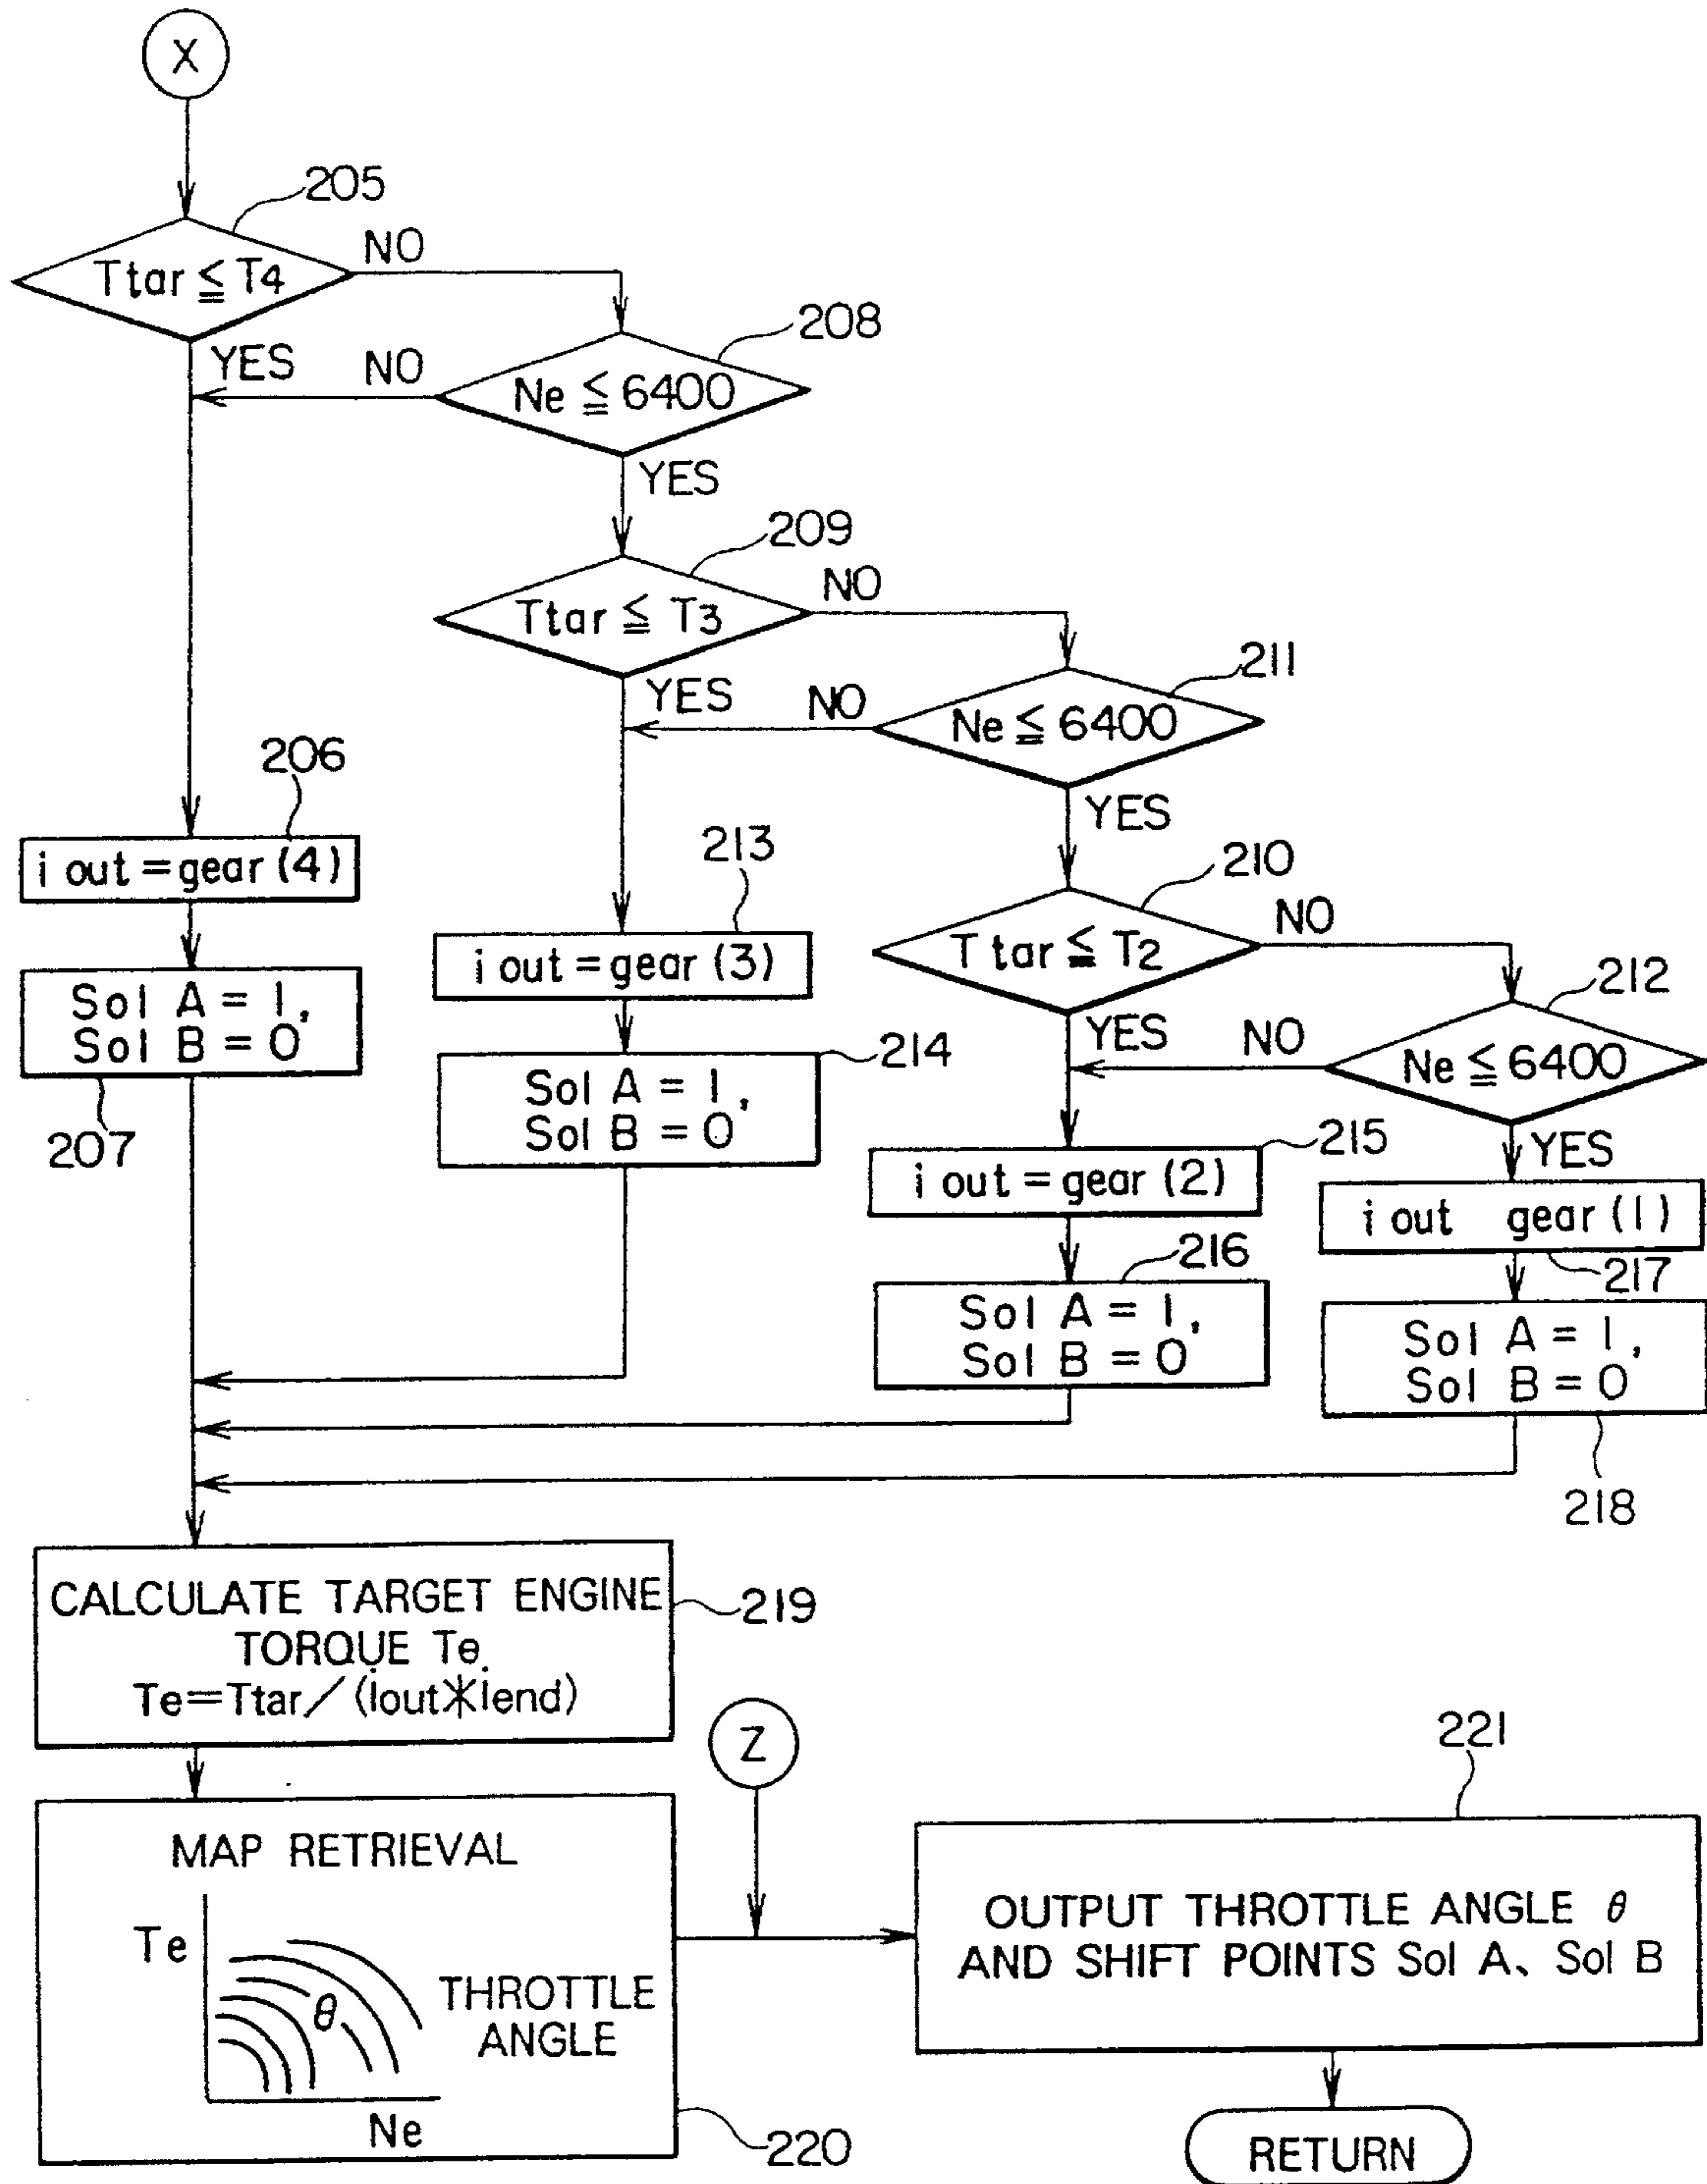 X
205
Ttar ≦ T4
NO
208
YES
NO
Ne ≦ 6400
YES
209
Ttar ≦ T3
NO
211
YES
NO
Ne ≦ 6400
YES
206
i out = gear (4)
213
i out = gear (3)
210
T tar ≦ T2
NO
212
YES
NO
Ne ≦ 6400
YES
Sol A = 1,
Sol B = 0
207
214
Sol A = 1,
Sol B = 0
215
i out = gear (2)
i out gear (1)
217
216
Sol A = 1,
Sol B = 0
Sol A = 1,
Sol B = 0
218
CALCULATE TARGET ENGINE
TORQUE Te
Te=Ttar/(iout*iend)
219
Z
221
MAP RETRIEVAL
Te
θ
THROTTLE
ANGLE
Ne
220
OUTPUT THROTTLE ANGLE θ
AND SHIFT POINTS Sol A、Sol B
RETURN